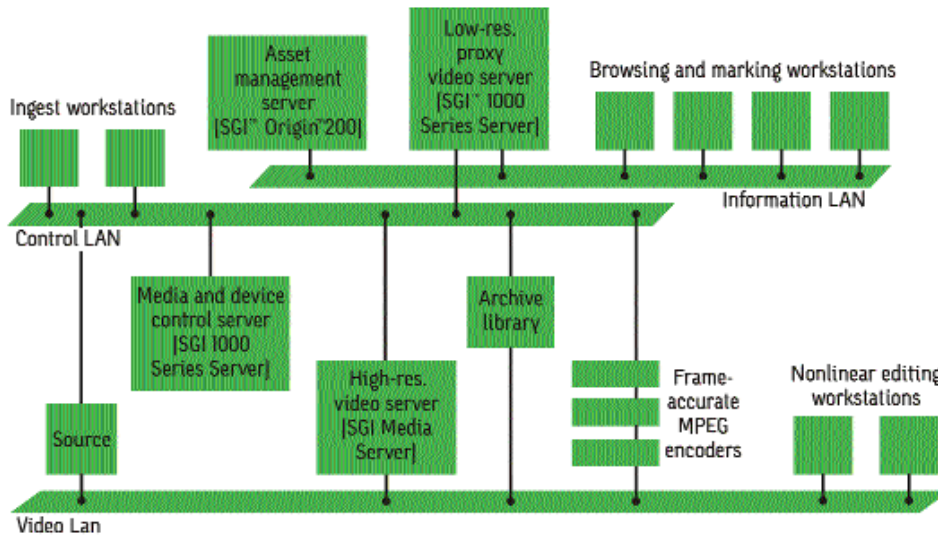 Asset
management
server
[SGI™ Origin™200]
Low-res.
proxy
video server
[SGI™ 1000
Series Server]
Browsing and marking workstations
Ingest workstations
Information LAN
Control LAN
Media and device
control server
[SGI 1000
Series Server]
Archive
library
High-res.
video server
[SGI Media
Server]
Frame-
accurate
MPEG
encoders
Nonlinear editing
workstations
Source
Video Lan